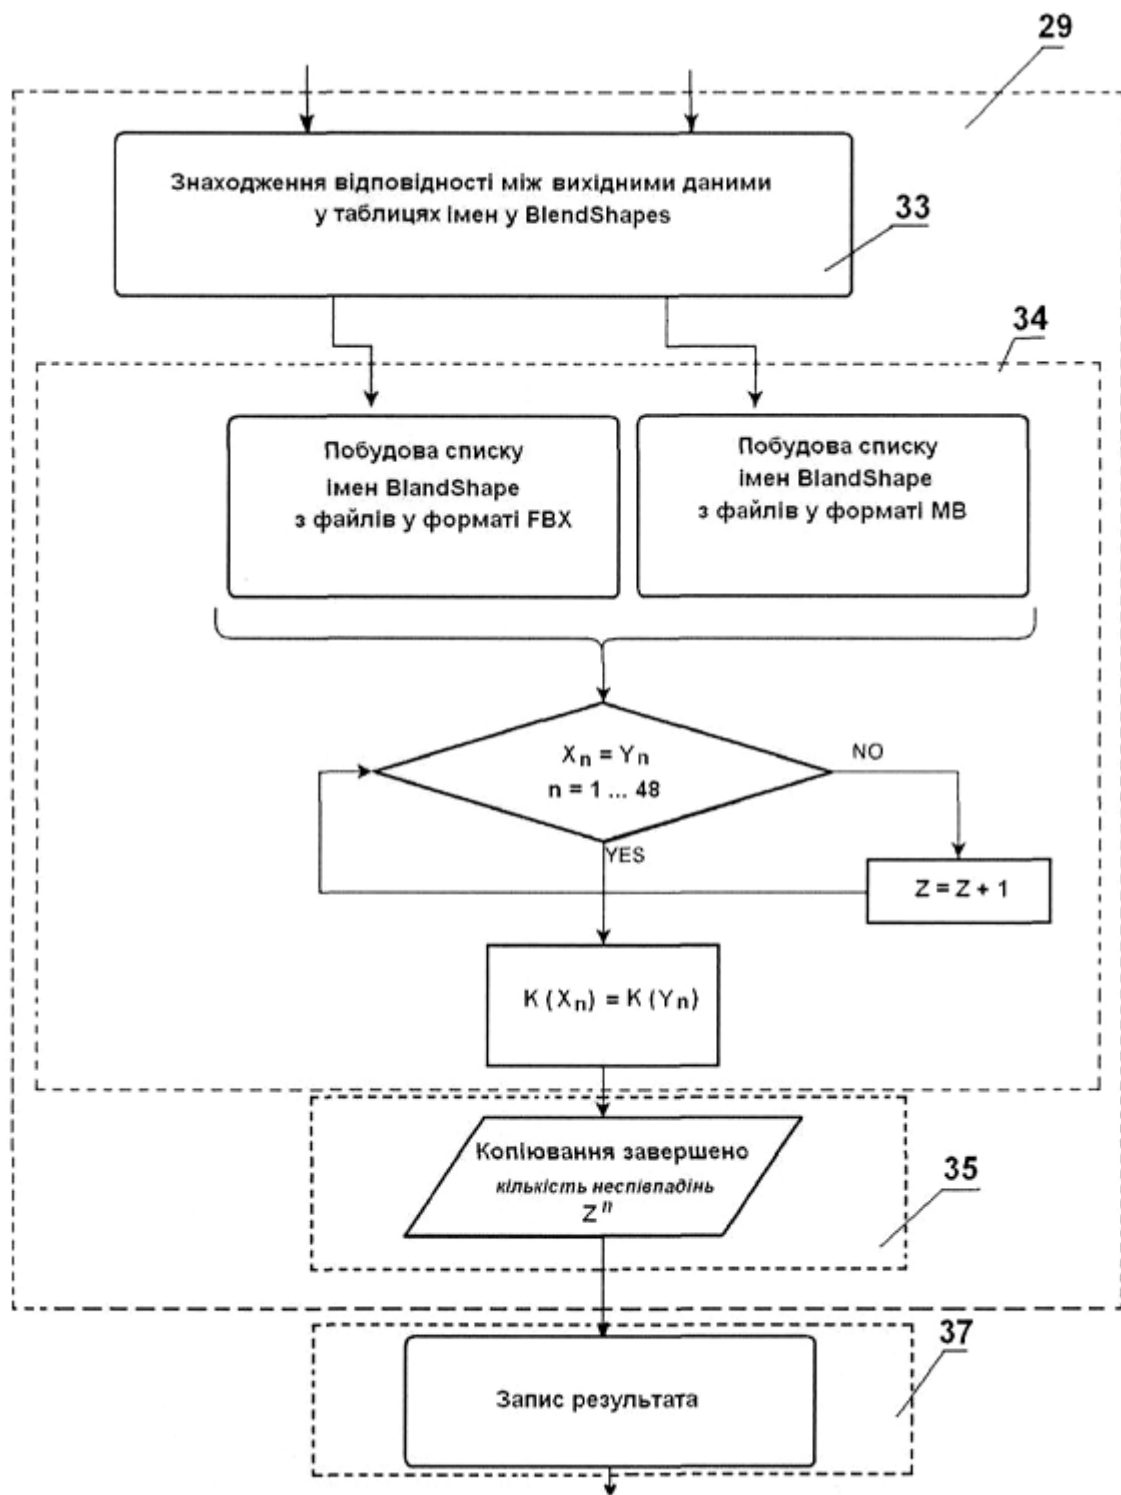 29
Знаходження відповідності між вихідними даними
у таблицях імен у BlendShapes
33
34
Побудова списку
імен BlandShape
з файлів у форматі FBX
Побудова списку
імен BlandShape
з файлів у форматі MB
Xn = Yn
n = 1 ... 48
NO
YES
Z = Z + 1
K (Xn) = K (Yn)
Копіювання завершено
кількість неспівпадінь
Z n
35
37
Запис результата